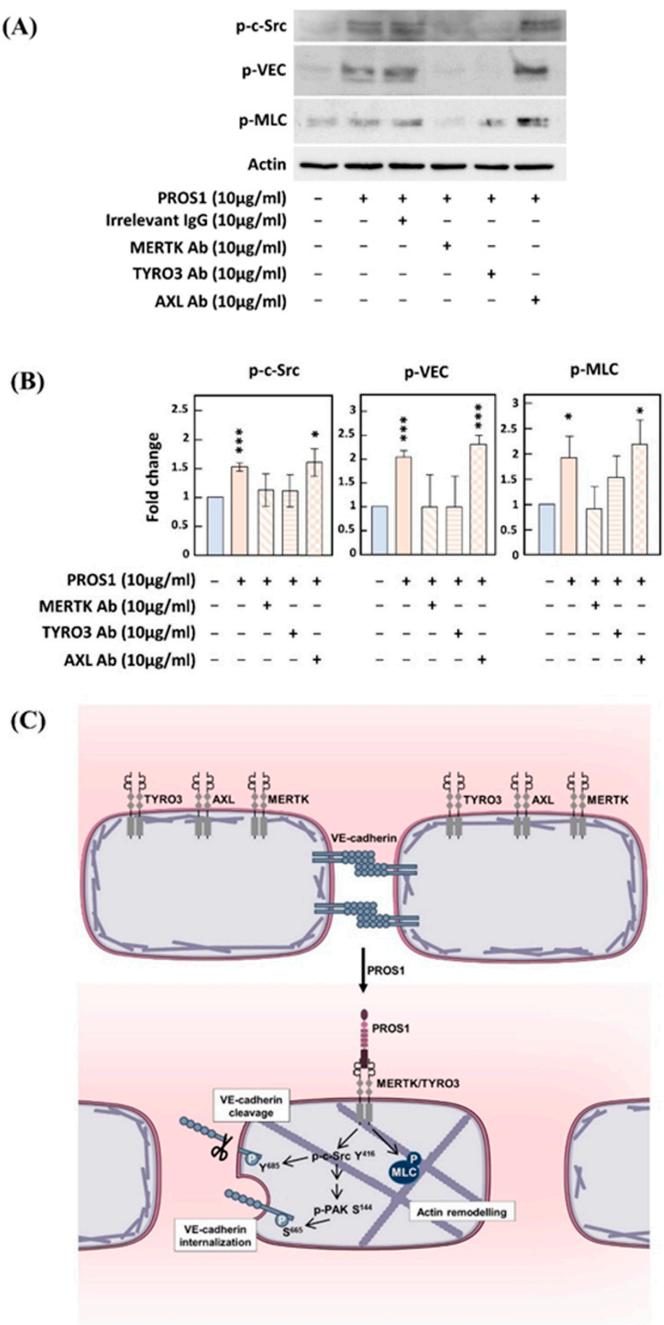 (A)
p-c-Src
p-VEC
p-MLC
Actin
PROS1 (10µg/ml) – + + + + +
Irrelevant IgG (10µg/ml) – – + – – –
MERTK Ab (10µg/ml) – – – + – –
TYRO3 Ab (10µg/ml) – – – – + –
AXL Ab (10µg/ml) – – – – – +
(B)
p-c-Src p-VEC p-MLC
Fold change
2.5
2
1.5
1
0.5
*** *
3
2.5
2
1.5
1
0.5
*** ***
3
2.5
2
1.5
1
0.5
* *
PROS1 (10µg/ml) – + + + + – + + + + – + + + +
MERTK Ab (10µg/ml) – – + – – – – + – – – – + – –
TYRO3 Ab (10µg/ml) – – – + – – – – + – – – – + –
AXL Ab (10µg/ml) – – – – + – – – – + – – – – +
(C)
TYRO3 AXL MERTK TYRO3 AXL MERTK
VE-cadherin
PROS1
PROS1
MERTK/TYRO3
VE-cadherin
cleavage
P
Y685
p-c-Src Y416
P
MLC
p-PAK S144
P
S665
VE-cadherin
internalization
Actin remodelling